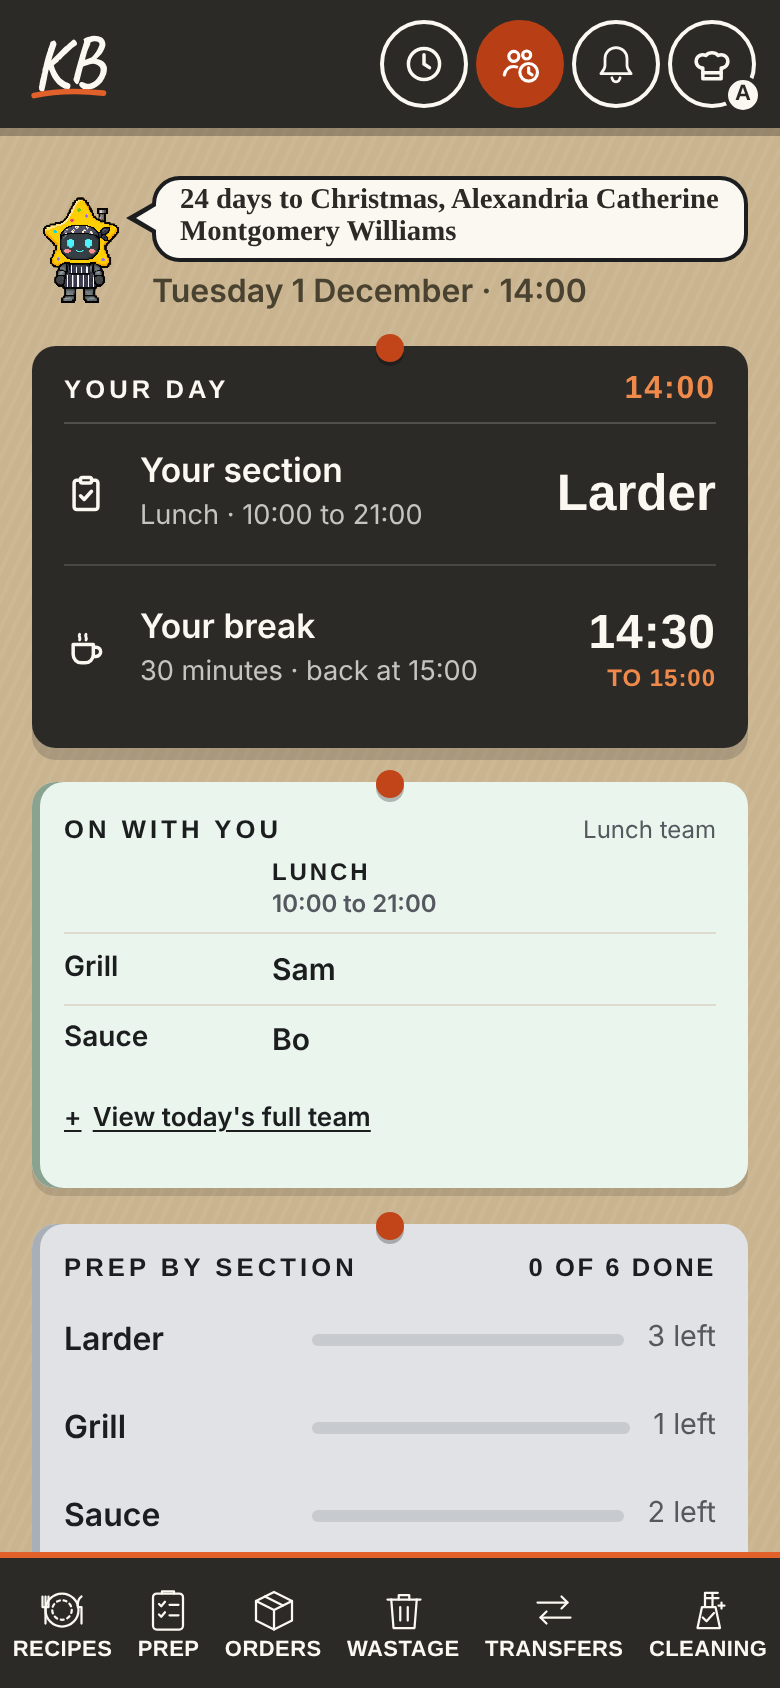 KB
A
24 days to Christmas, Alexandria Catherine
Montgomery Williams
Tuesday 1 December · 14:00
YOUR DAY 14:00
Your section
Lunch · 10:00 to 21:00
Larder
Your break
30 minutes · back at 15:00
14:30
TO 15:00
ON WITH YOU Lunch team
LUNCH
10:00 to 21:00
Grill Sam
Sauce Bo
+ View today's full team
PREP BY SECTION 0 OF 6 DONE
Larder 3 left
Grill 1 left
Sauce 2 left
RECIPES PREP ORDERS WASTAGE TRANSFERS CLEANING